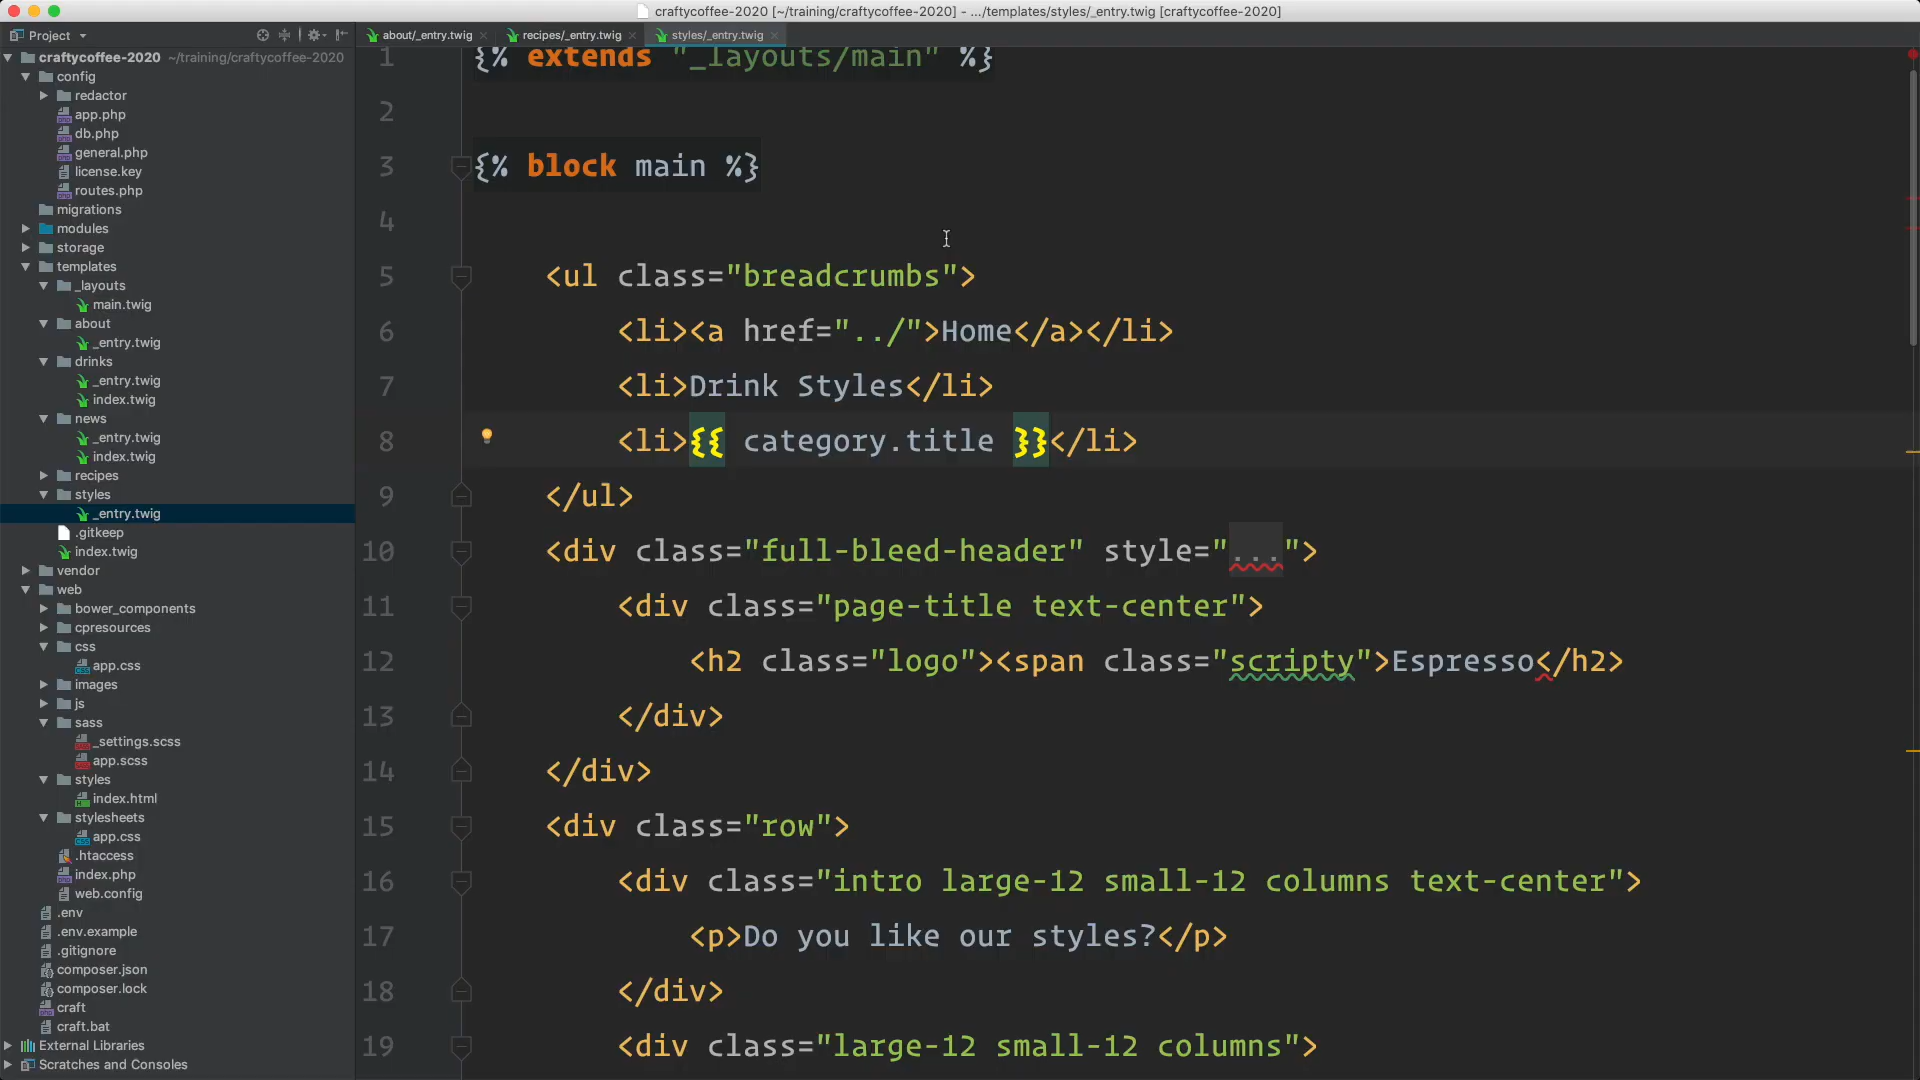 craftycoffee-2020 [~/training/craftycoffee-2020] - .../templates/styles/_entry.twig [craftycoffee-2020]
Project
about/_entry.twig
recipes/_entry.twig
styles/_entry.twig
craftycoffee-2020 ~/training/craftycoffee-2020
config
redactor
app.php
db.php
general.php
license.key
routes.php
migrations
modules
storage
templates
_layouts
main.twig
about
_entry.twig
drinks
_entry.twig
index.twig
news
_entry.twig
index.twig
recipes
styles
_entry.twig
.gitkeep
index.twig
vendor
web
bower_components
cpresources
css
app.css
images
js
sass
_settings.scss
app.scss
styles
index.html
stylesheets
app.css
.htaccess
index.php
web.config
.env
.env.example
.gitignore
composer.json
composer.lock
craft
craft.bat
External Libraries
Scratches and Consoles
1 {% extends "_layouts/main" %}
2
3 {% block main %}
4
5 <ul class="breadcrumbs">
6 <li><a href="../">Home</a></li>
7 <li>Drink Styles</li>
8 <li>{{ category.title }}</li>
9 </ul>
10 <div class="full-bleed-header" style="...">
11 <div class="page-title text-center">
12 <h2 class="logo"><span class="scripty">Espresso</h2>
13 </div>
14 </div>
15 <div class="row">
16 <div class="intro large-12 small-12 columns text-center">
17 <p>Do you like our styles?</p>
18 </div>
19 <div class="large-12 small-12 columns">